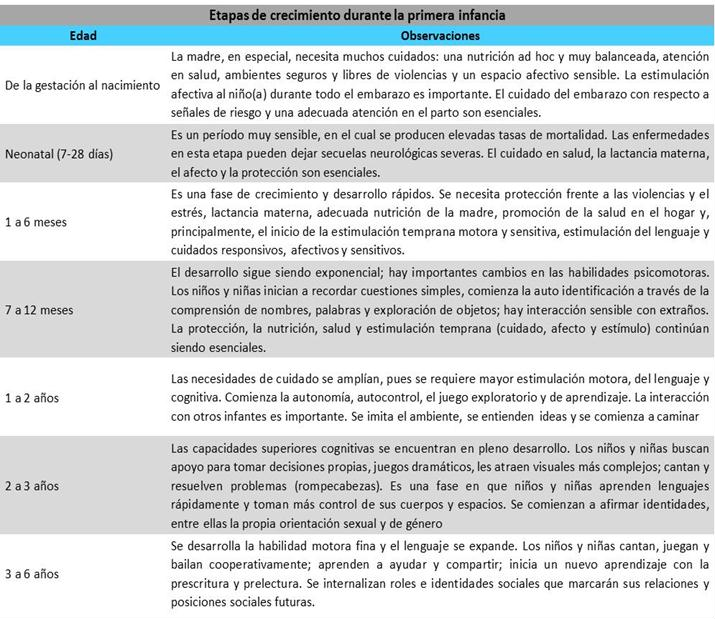 Etapas de crecimiento durante la primera infancia
Edad Observaciones
De la gestación al nacimiento
La madre, en especial, necesita muchos cuidados: una nutrición ad hoc y muy balanceada, atención
en salud, ambientes seguros y libres de violencias y un espacio afectivo sensible. La estimulación
afectiva al niño(a) durante todo el embarazo es importante. El cuidado del embarazo con respecto a
señales de riesgo y una adecuada atención en el parto son esenciales.
Neonatal (7-28 días)
Es un período muy sensible, en el cual se producen elevadas tasas de mortalidad. Las enfermedades
en esta etapa pueden dejar secuelas neurológicas severas. El cuidado en salud, la lactancia materna,
el afecto y la protección son esenciales.
1 a 6 meses
Es una fase de crecimiento y desarrollo rápidos. Se necesita protección frente a las violencias y el
estrés, lactancia materna, adecuada nutrición de la madre, promoción de la salud en el hogar y,
principalmente, el inicio de la estimulación temprana motora y sensitiva, estimulación del lenguaje y
cuidados responsivos, afectivos y sensitivos.
7 a 12 meses
El desarrollo sigue siendo exponencial; hay importantes cambios en las habilidades psicomotoras.
Los niños y niñas inician a recordar cuestiones simples, comienza la auto identificación a través de la
comprensión de nombres, palabras y exploración de objetos; hay interacción sensible con extraños.
La protección, la nutrición, salud y estimulación temprana (cuidado, afecto y estímulo) continúan
siendo esenciales.
1 a 2 años
Las necesidades de cuidado se amplían, pues se requiere mayor estimulación motora, del lenguaje y
cognitiva. Comienza la autonomía, autocontrol, el juego exploratorio y de aprendizaje. La interacción
con otros infantes es importante. Se imita el ambiente, se entienden ideas y se comienza a caminar
2 a 3 años
Las capacidades superiores cognitivas se encuentran en pleno desarrollo. Los niños y niñas buscan
apoyo para tomar decisiones propias, juegos dramáticos, les atraen visuales más complejos; cantan y
resuelven problemas (rompecabezas). Es una fase en que niños y niñas aprenden lenguajes
rápidamente y toman más control de sus cuerpos y espacios. Se comienzan a afirmar identidades,
entre ellas la propia orientación sexual y de género
3 a 6 años
Se desarrolla la habilidad motora fina y el lenguaje se expande. Los niños y niñas cantan, juegan y
bailan cooperativamente; aprenden a ayudar y compartir; inicia un nuevo aprendizaje con la
prescritura y prelectura. Se internalizan roles e identidades sociales que marcarán sus relaciones y
posiciones sociales futuras.